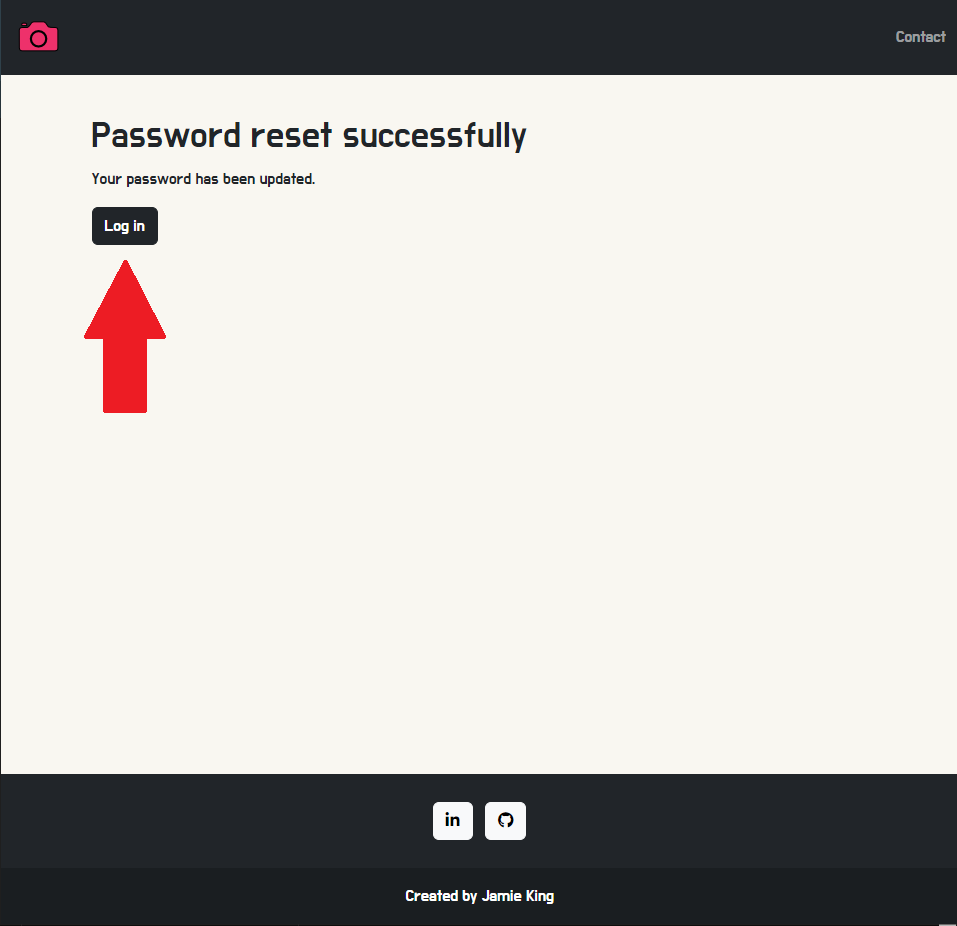 Contact
Password reset successfully
Your password has been updated.
Log in
in
Created by Jamie King